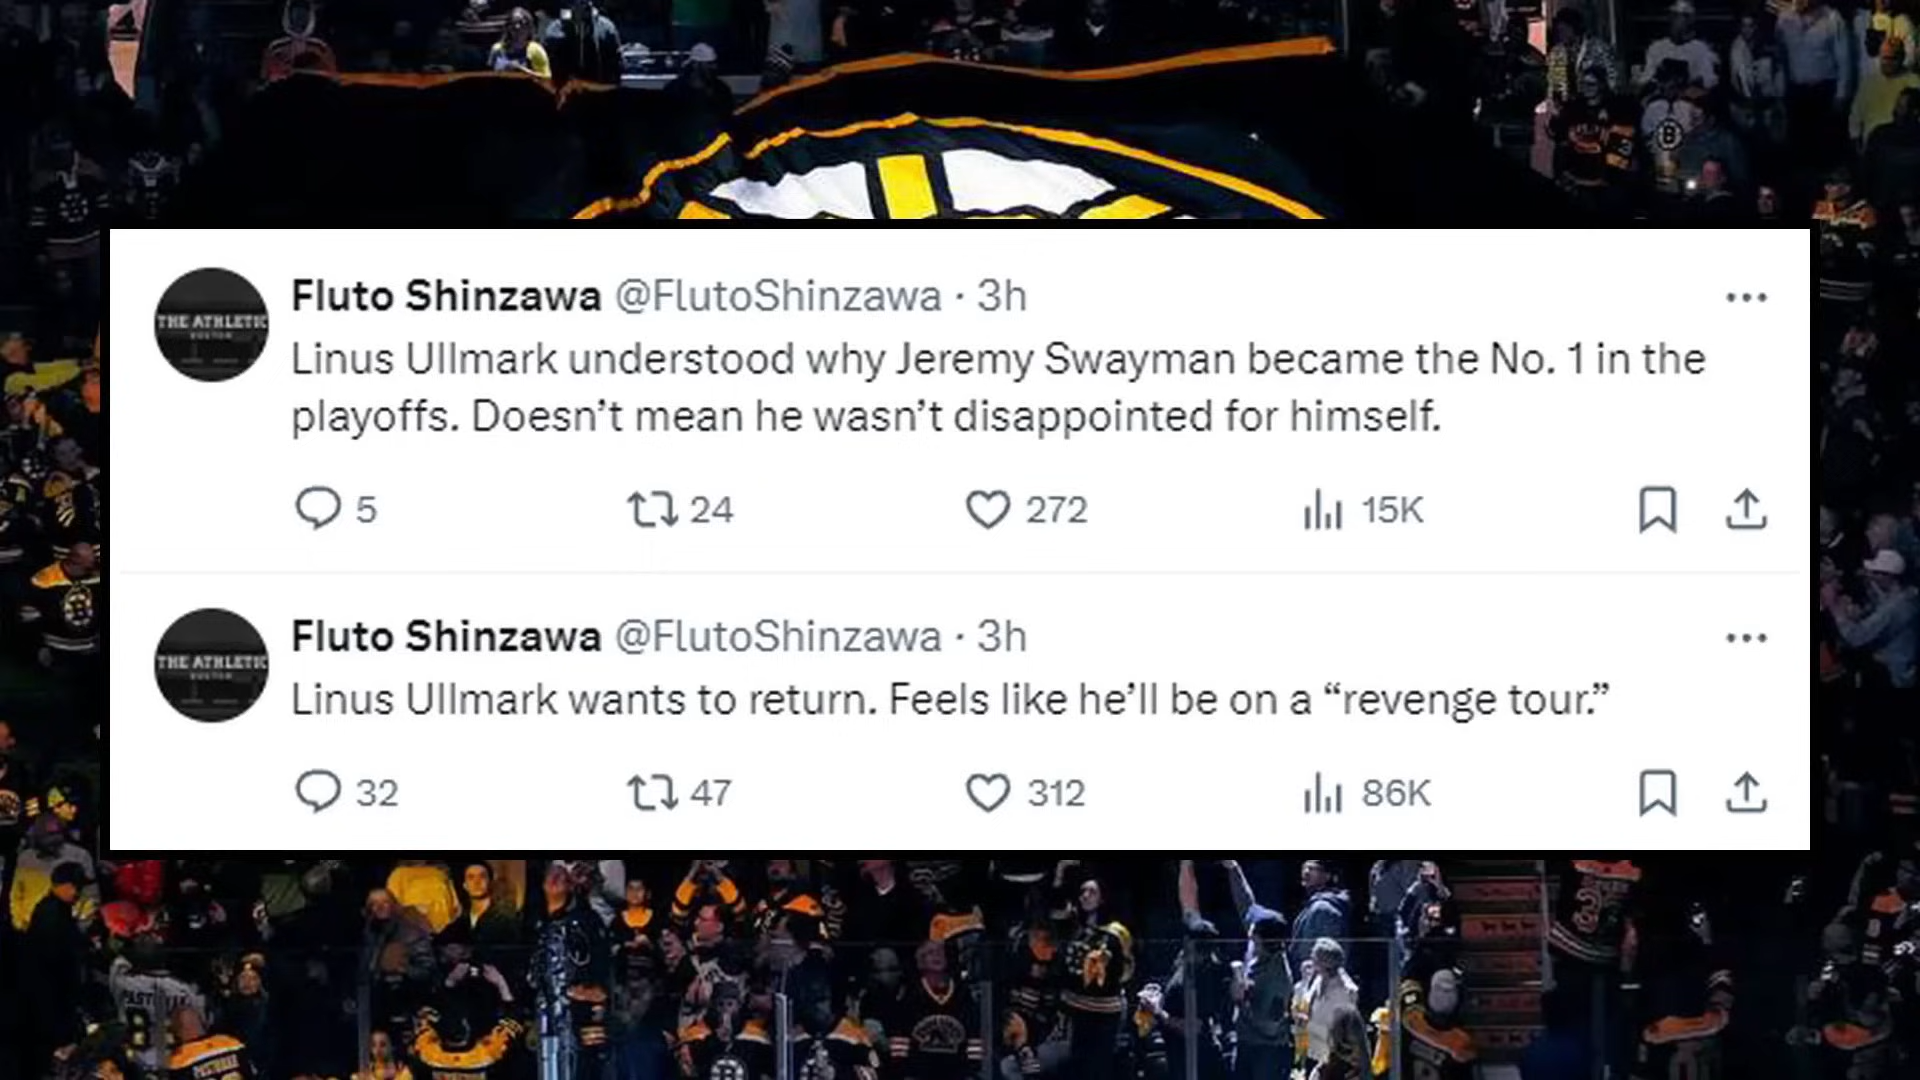 Fluto Shinzawa @FlutoShinzawa · 3h
THE ATHLETIC
BOSTON
Linus Ullmark understood why Jeremy Swayman became the No. 1 in the
playoffs. Doesn’t mean he wasn’t disappointed for himself.
5 24 272 15K
Fluto Shinzawa @FlutoShinzawa · 3h
THE ATHLETIC
BOSTON
Linus Ullmark wants to return. Feels like he’ll be on a “revenge tour.”
32 47 312 86K